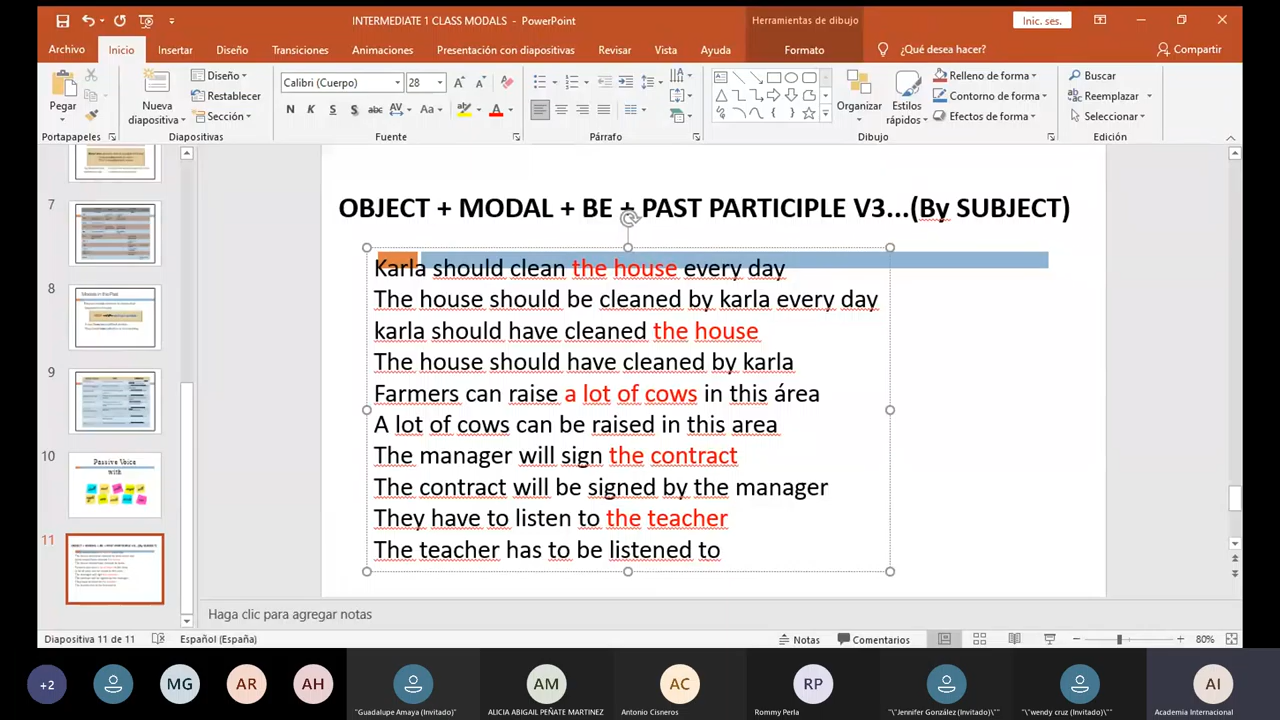 INTERMEDIATE 1 CLASS MODALS - PowerPoint
Herramientas de dibujo
Inic. ses.
Archivo Inicio Insertar Diseño Transiciones Animaciones Presentación con diapositivas Revisar Vista Ayuda Formato ¿Qué desea hacer? Compartir
Pegar
Nueva diapositiva
Diseño
Restablecer
Sección
Calibri (Cuerpo) 28
N K S abc AV Aa A
Organizar
Estilos rápidos
Relleno de forma
Contorno de forma
Efectos de forma
Buscar
Reemplazar
Seleccionar
Portapapeles Diapositivas Fuente Párrafo Dibujo Edición
7
8
9
10
Passive Voice
with
11
OBJECT + MODAL + BE + PAST PARTICIPLE V3...(By SUBJECT)
Karla should clean the house every day
The house should be cleaned by karla every day
karla should have cleaned the house
The house should have cleaned by karla
Farmers can raise a lot of cows in this área
A lot of cows can be raised in this area
The manager will sign the contract
The contract will be signed by the manager
They have to listen to the teacher
The teacher has to be listened to
Haga clic para agregar notas
Diapositiva 11 de 11 Español (España) Notas Comentarios 80%
+2 MG AR AH AM AC RP AI
"Guadalupe Amaya (Invitado)" ALICIA ABIGAIL PEÑATE MARTINEZ Antonio Cisneros Rommy Perla "\"Jennifer González (Invitado)\"" "\"wendy cruz (Invitado)\"" Academia Internacional